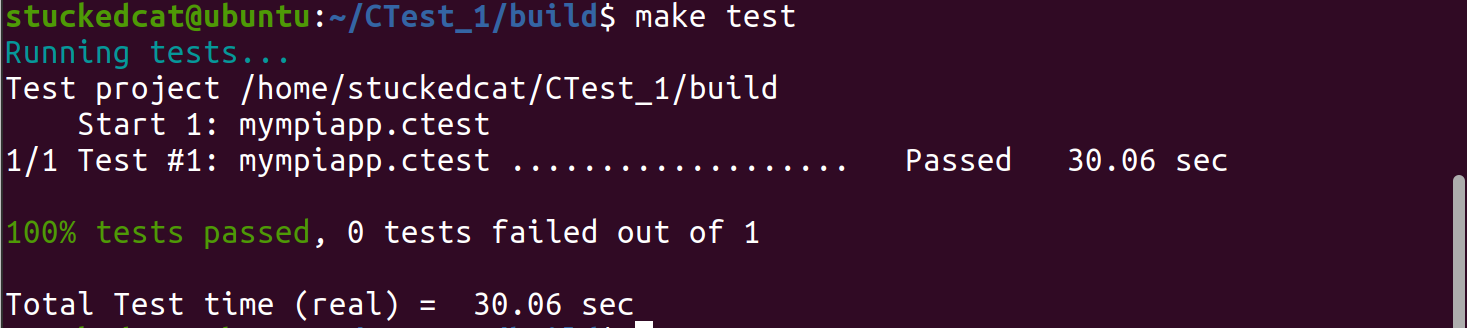 stuckedcat@ubuntu:~/CTest_1/build$ make test
Running tests...
Test project /home/stuckedcat/CTest_1/build
    Start 1: mympiapp.ctest
1/1 Test #1: mympiapp.ctest ...................   Passed   30.06 sec

100% tests passed, 0 tests failed out of 1

Total Test time (real) =  30.06 sec